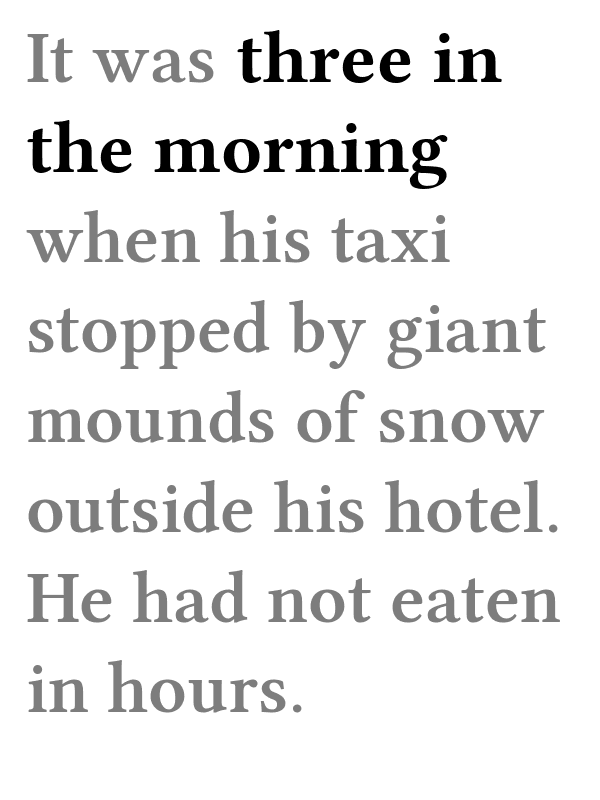 It was three in
the morning
when his taxi
stopped by giant
mounds of snow
outside his hotel.
He had not eaten
in hours.